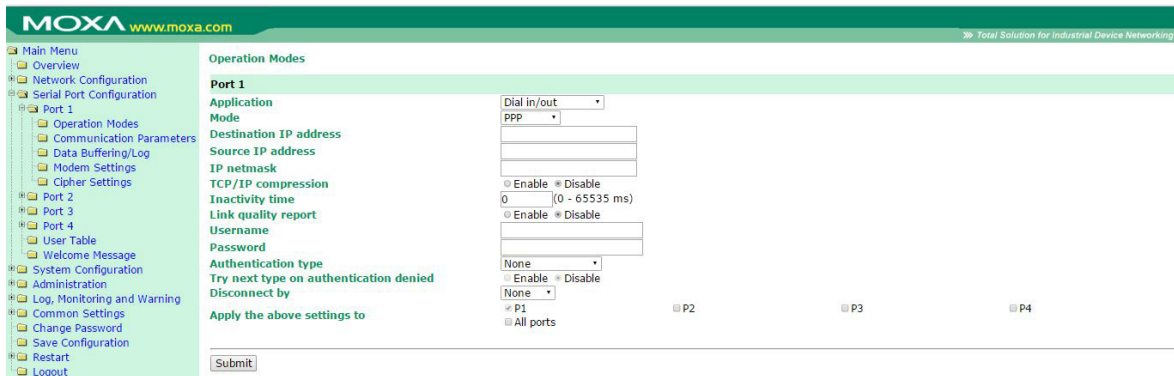 MOXA www.moxa.com
Total Solution for Industrial Device Networking
Main Menu
Overview
Network Configuration
Serial Port Configuration
Port 1
Operation Modes
Communication Parameters
Data Buffering/Log
Modem Settings
Cipher Settings
Port 2
Port 3
Port 4
User Table
Welcome Message
System Configuration
Administration
Log, Monitoring and Warning
Common Settings
Change Password
Save Configuration
Restart
Logout
Operation Modes
Port 1
Application Dial in/out
Mode PPP
Destination IP address
Source IP address
IP netmask
TCP/IP compression Enable Disable
Inactivity time 0 (0 - 65535 ms)
Link quality report Enable Disable
Username
Password
Authentication type None
Try next type on authentication denied Enable Disable
Disconnect by None
Apply the above settings to P1 P2 P3 P4
All ports
Submit